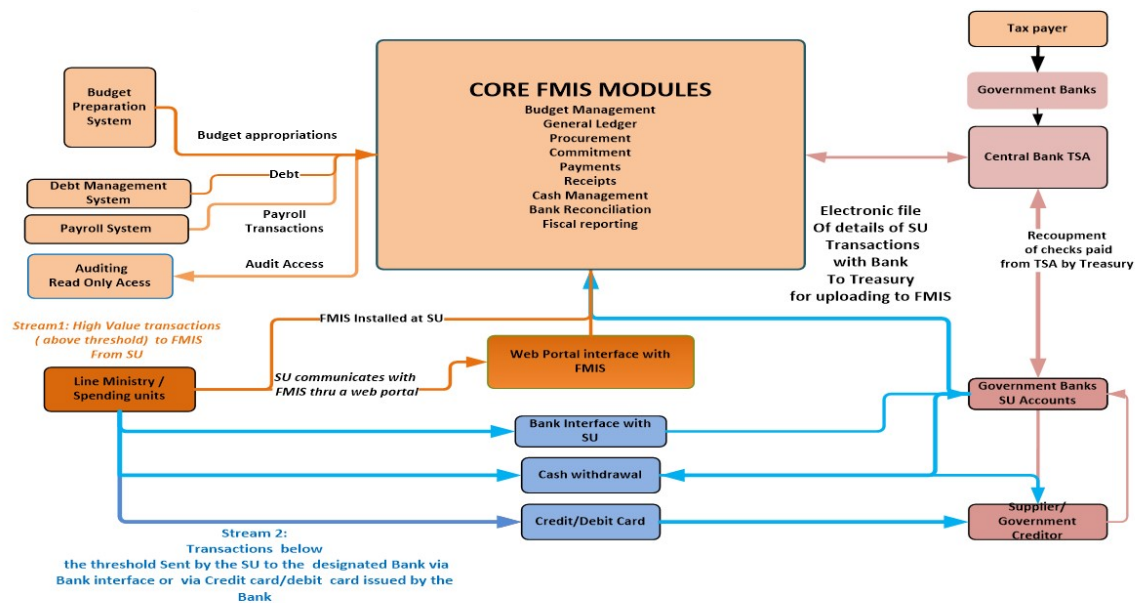 Tax payer
CORE FMIS MODULES
Budget Management
General Ledger
Procurement
Commitment
Payments
Receipts
Cash Management
Bank Reconciliation
Fiscal reporting
Budget
Preparation
System
Government Banks
Budget appropriations
Central Bank TSA
Debt
Debt Management
System
Payroll System
Payroll
Transactions
Electronic file
Of details of SU
Transactions
with Bank
To Treasury
for uploading to FMIS
Recoupment
of checks paid
from TSA by Treasury
Audit Access
Auditing
Read Only Acess
Stream1: High Value transactions
( above threshold) to FMIS
From SU
FMIS Installed at SU
Web Portal interface with
FMIS
SU communicates with
FMIS thru a web portal
Line Ministry /
Spending units
Government Banks
SU Accounts
Bank Interface with
SU
Cash withdrawal
Credit/Debit Card
Supplier/
Government
Creditor
Stream 2:
Transactions below
the threshold Sent by the SU to the designated Bank via
Bank interface or via Credit card/debit card issued by the
Bank